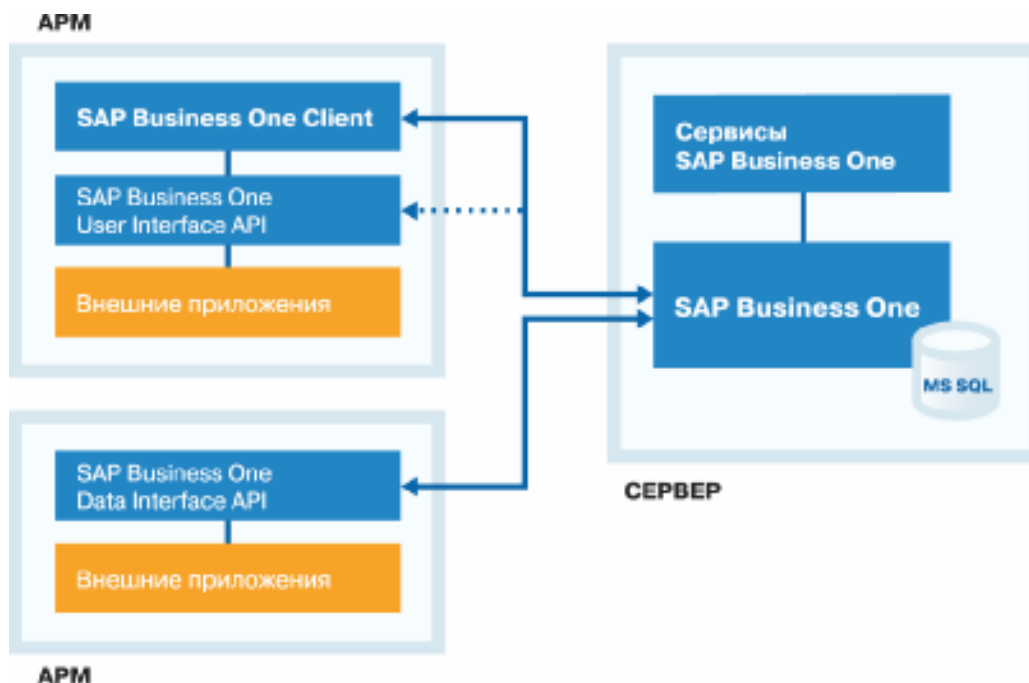 АРМ
SAP Business One Client
SAP Business One
User Interface API
Внешние приложения
SAP Business One
Data Interface API
Внешние приложения
АРМ
Сервисы
SAP Business One
SAP Business One
MS SQL
СЕРВЕР